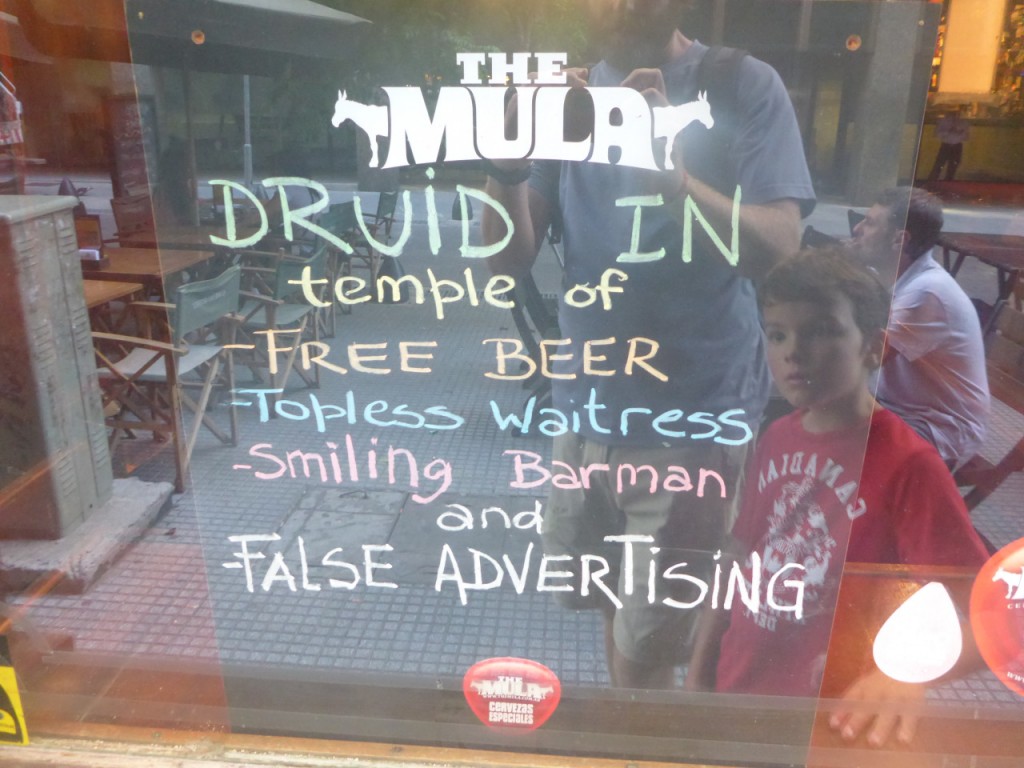 THE
MULA
DRUiD IN
temple of
-FREE BEER
-Topless Waitress
-Smiling Barman
and
-FALSE ADVERTiSiNG
THE
MULA
CERVEZAS
ESPECIALES
CANADIAN